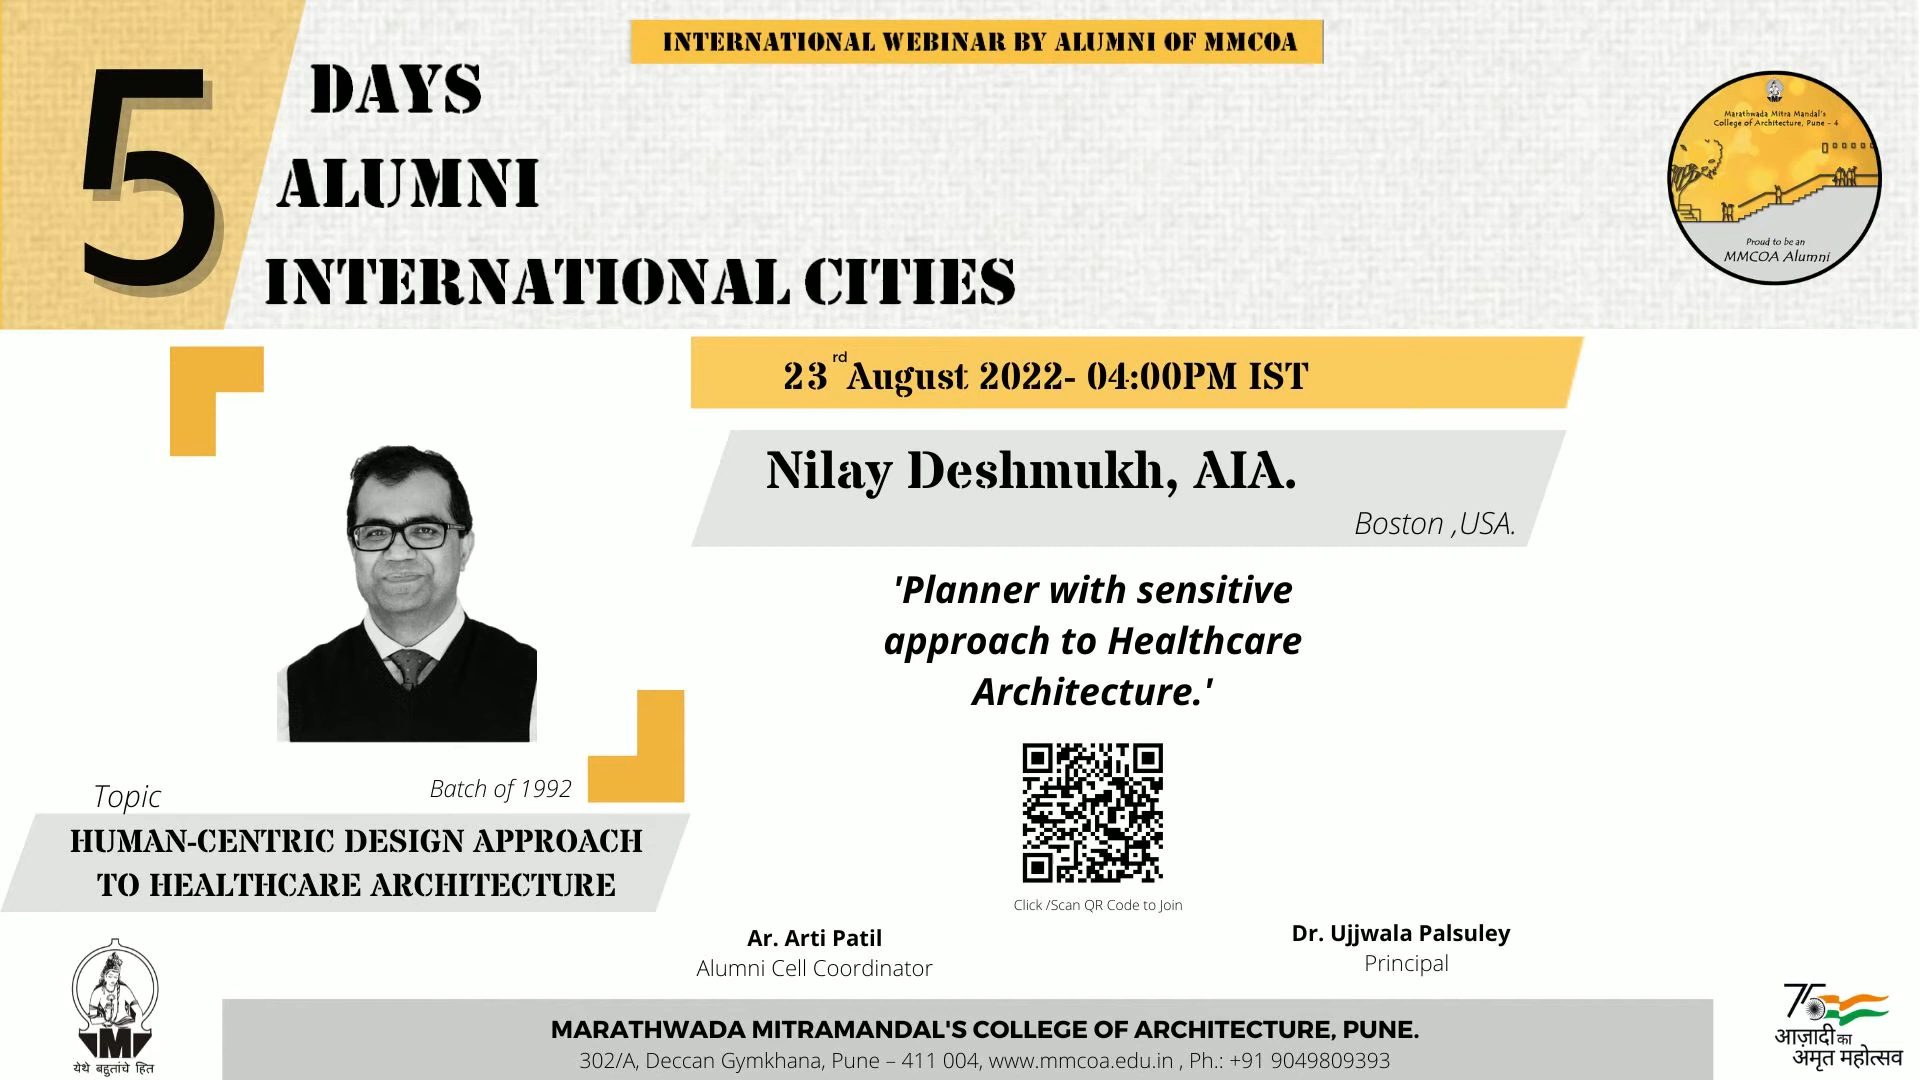 INTERNATIONAL WEBINAR BY ALUMNI OF MMCOA
5
DAYS
ALUMNI
INTERNATIONAL CITIES
Marathwada Mitra Mandal's
College of Architecture, Pune - 4
Proud to be an
MMCOA Alumni
23rd August 2022- 04:00PM IST
Nilay Deshmukh, AIA.
Boston ,USA.
'Planner with sensitive
approach to Healthcare
Architecture.'
Batch of 1992
Topic
HUMAN-CENTRIC DESIGN APPROACH
TO HEALTHCARE ARCHITECTURE
Click /Scan QR Code to Join
Ar. Arti Patil
Alumni Cell Coordinator
Dr. Ujjwala Palsuley
Principal
M
येथे बहुतांचे हित
MARATHWADA MITRAMANDAL'S COLLEGE OF ARCHITECTURE, PUNE.
302/A, Deccan Gymkhana, Pune – 411 004, www.mmcoa.edu.in , Ph.: +91 9049809393
75
आज़ादी का
अमृत महोत्सव